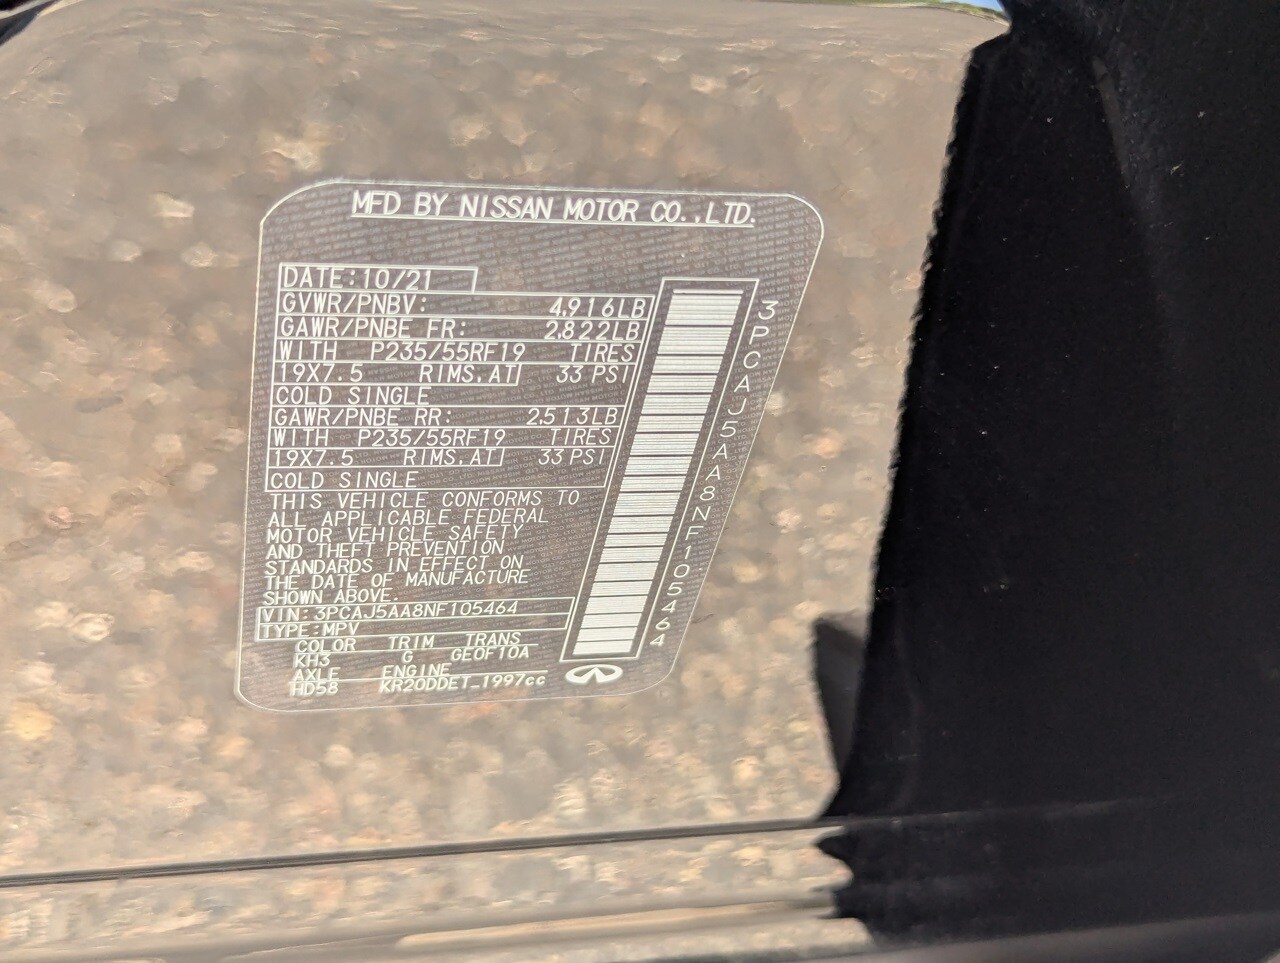 MFD BY NISSAN MOTOR CO.,LTD.
DATE:10/21
GVWR/PNBV: 4,916LB
GAWR/PNBE FR: 2,822LB
WITH P235/55RF19 TIRES
19X7.5 RIMS,AT 33 PSI
COLD SINGLE
GAWR/PNBE RR: 2,513LB
WITH P235/55RF19 TIRES
19X7.5 RIMS,AT 33 PSI
COLD SINGLE
THIS VEHICLE CONFORMS TO
ALL APPLICABLE FEDERAL
MOTOR VEHICLE SAFETY
AND THEFT PREVENTION
STANDARDS IN EFFECT ON
THE DATE OF MANUFACTURE
SHOWN ABOVE.
VIN:3PCAJ5AA8NF105464
TYPE:MPV
COLOR TRIM TRANS
KH3 G GEOF10A
AXLE ENGINE
HD58 KR20DDET_1997cc
3PCAJ5AA8NF105464